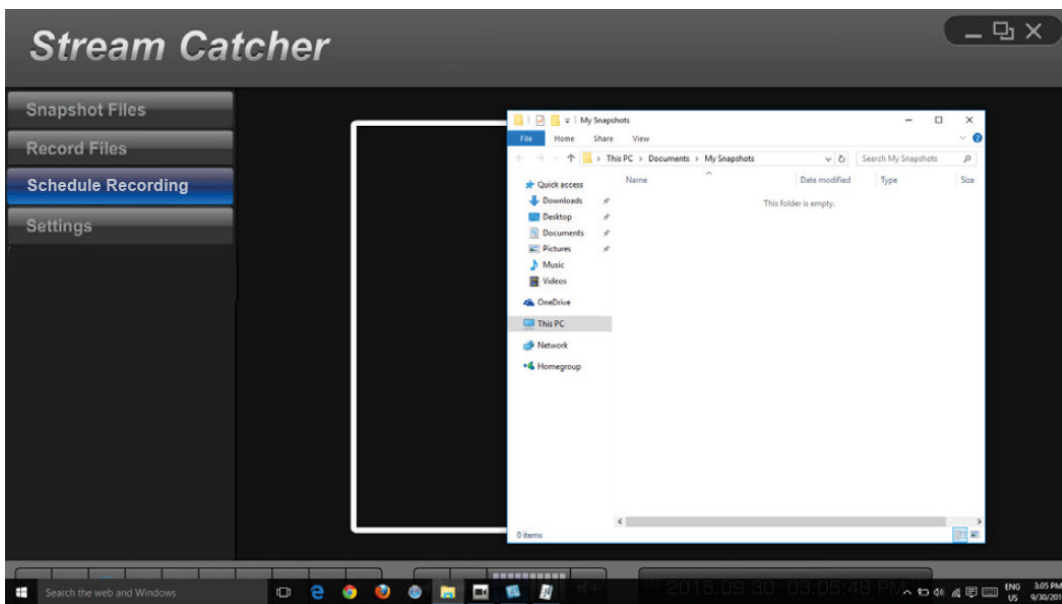 Stream Catcher
Snapshot Files
Record Files
Schedule Recording
Settings
My Snapshots
File Home Share View
This PC > Documents > My Snapshots
Search My Snapshots
Name Date modified Type Size
This folder is empty.
Quick access
Downloads
Desktop
Documents
Pictures
Music
Videos
OneDrive
This PC
Network
Homegroup
0 items
2015.09.30 03:05:48 PM
Search the web and Windows
ENG 3:05 PM
US 9/30/201